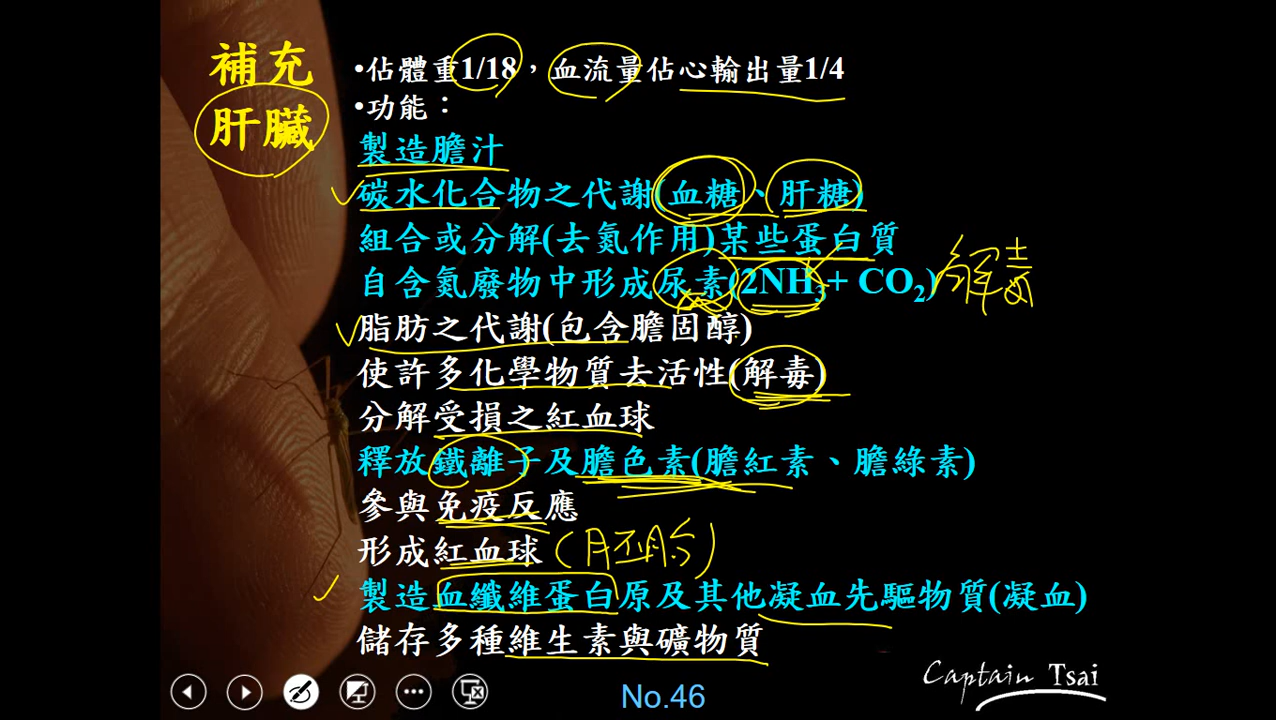 補充
肝臟
•佔體重1/18，血流量佔心輸出量1/4
•功能：
製造膽汁
碳水化合物之代謝(血糖、肝糖)
組合或分解(去氮作用)某些蛋白質
自含氮廢物中形成尿素(2NH3+ CO2)
解毒
脂肪之代謝(包含膽固醇)
使許多化學物質去活性(解毒)
分解受損之紅血球
釋放鐵離子及膽色素(膽紅素、膽綠素)
參與免疫反應
形成紅血球(胚胎)
製造血纖維蛋白原及其他凝血先驅物質(凝血)
儲存多種維生素與礦物質
No.46
Captain Tsai